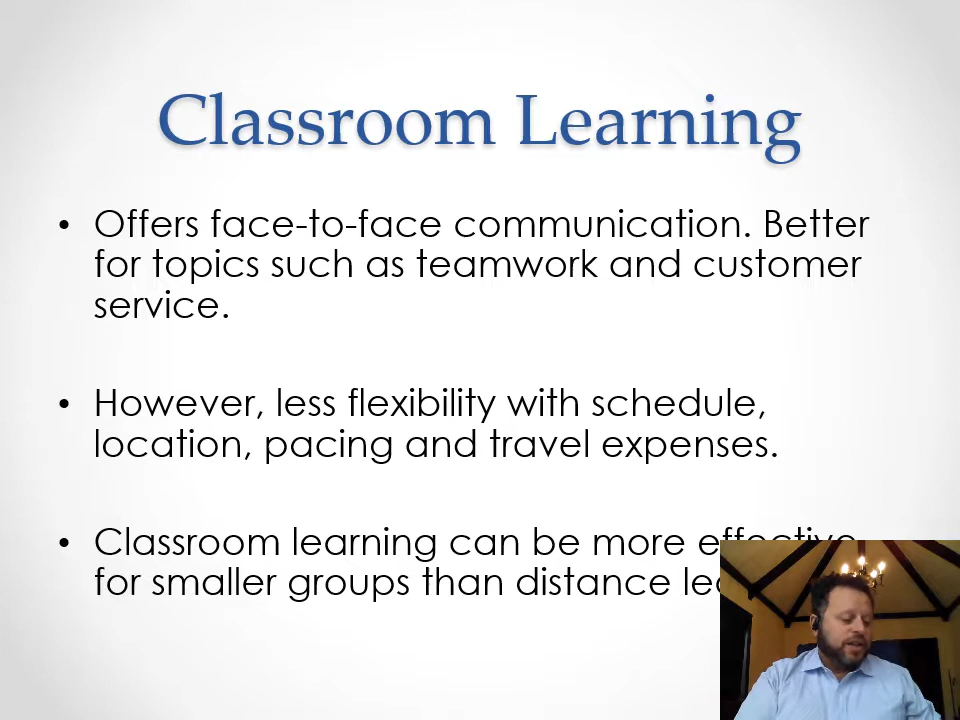 Classroom Learning
• Offers face-to-face communication. Better
for topics such as teamwork and customer
service.
• However, less flexibility with schedule,
location, pacing and travel expenses.
• Classroom learning can be more effective
for smaller groups than distance